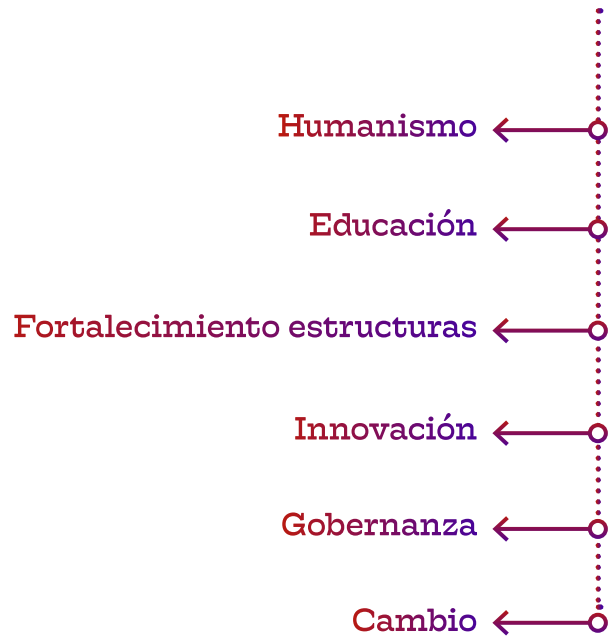 Humanismo
Educación
Fortalecimiento estructuras
Innovación
Gobernanza
Cambio